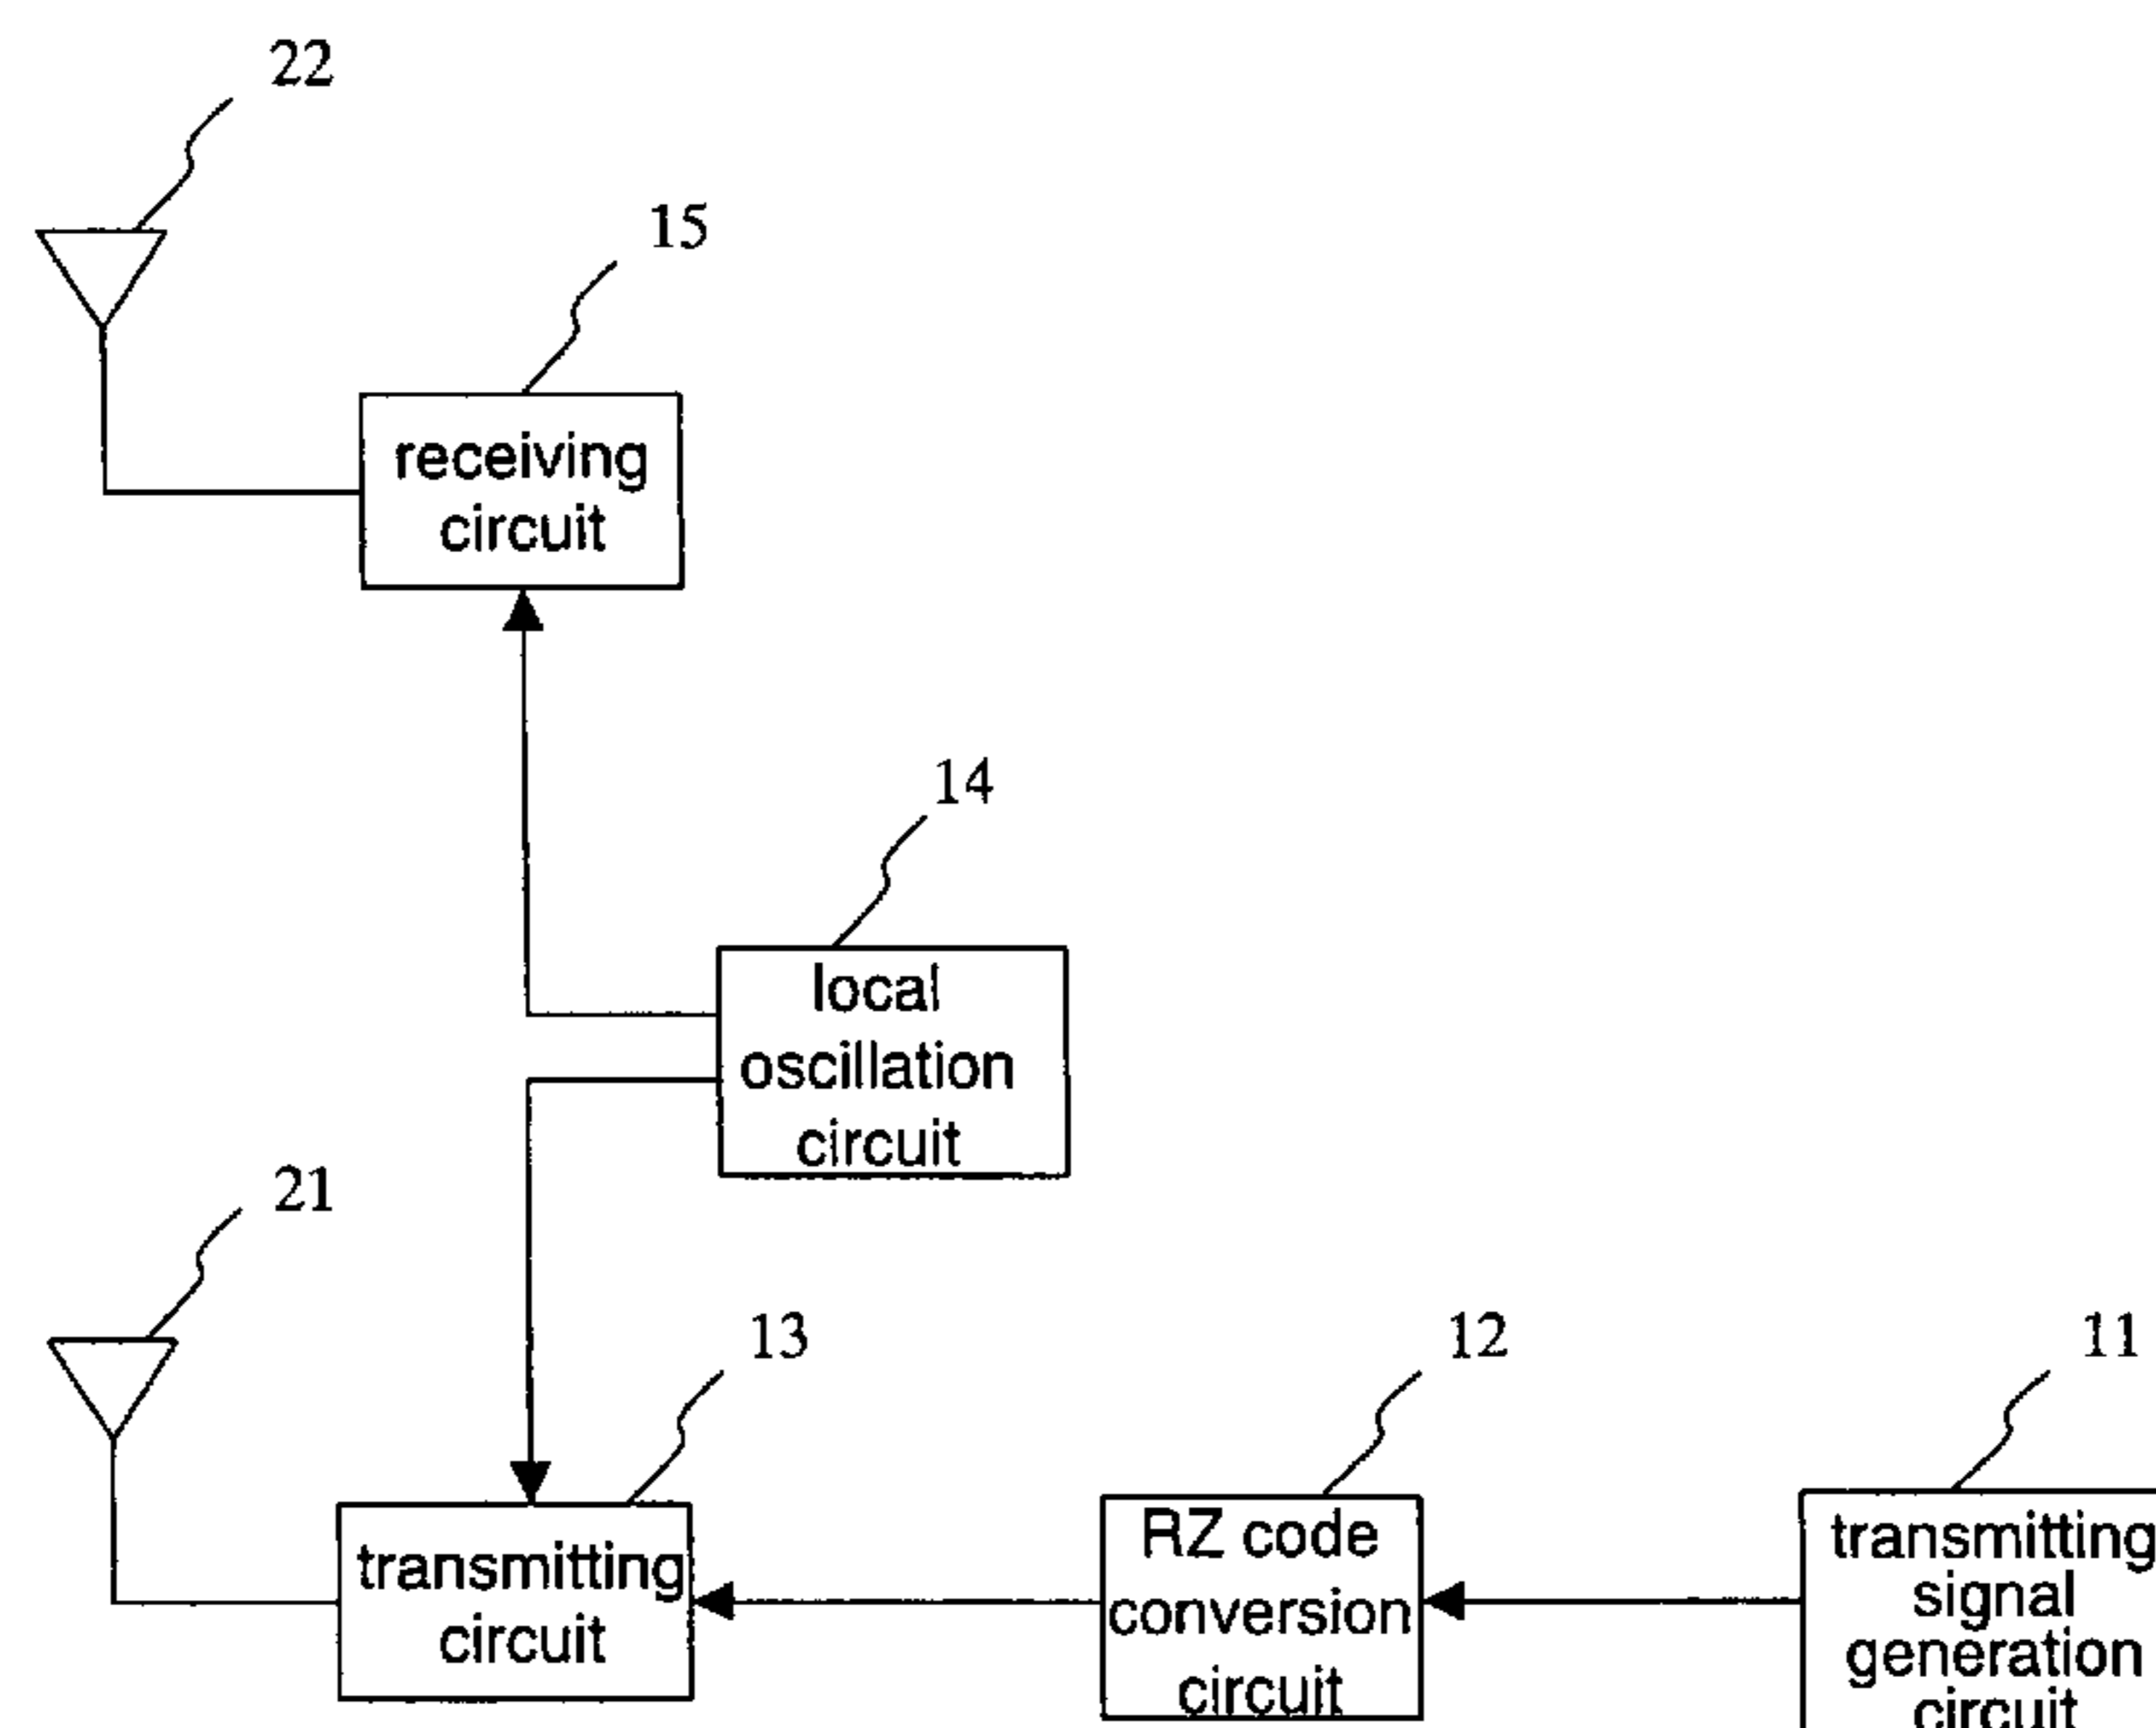 22
15
receiving
circuit
14
local
oscillation
circuit
21
13
12
11
transmitting
circuit
RZ code
conversion
circuit
transmitting
signal
generation
circuit